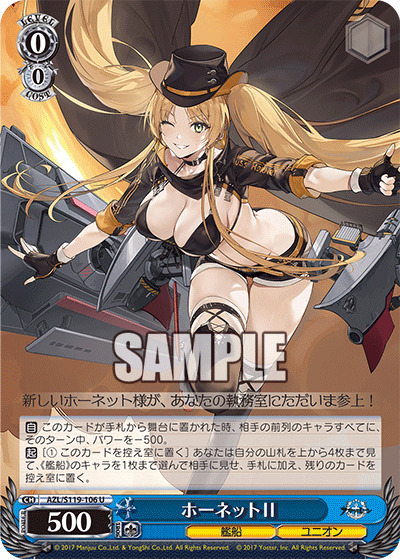 LEVEL
0
0
COST
SAMPLE
新しいホーネット様が、あなたの執務室にただいま参上！
自 このカードが手札から舞台に置かれた時、相手の前列のキャラすべてに、
そのターン中、パワーを－500。
起 [① このカードを控え室に置く] あなたは自分の山札を上から4枚まで見
て、《艦船》のキャラを1枚まで選んで相手に見せ、手札に加え、残りのカードを
控え室に置く。
CH AZL/S119-106 U
500
ホーネットII
艦船
ユニオン
© 2017 Manjuu Co.,Ltd. & YongShi Co.,Ltd. All Rights Reserved. © 2017 Yostar, Inc. All Rights Reserved.